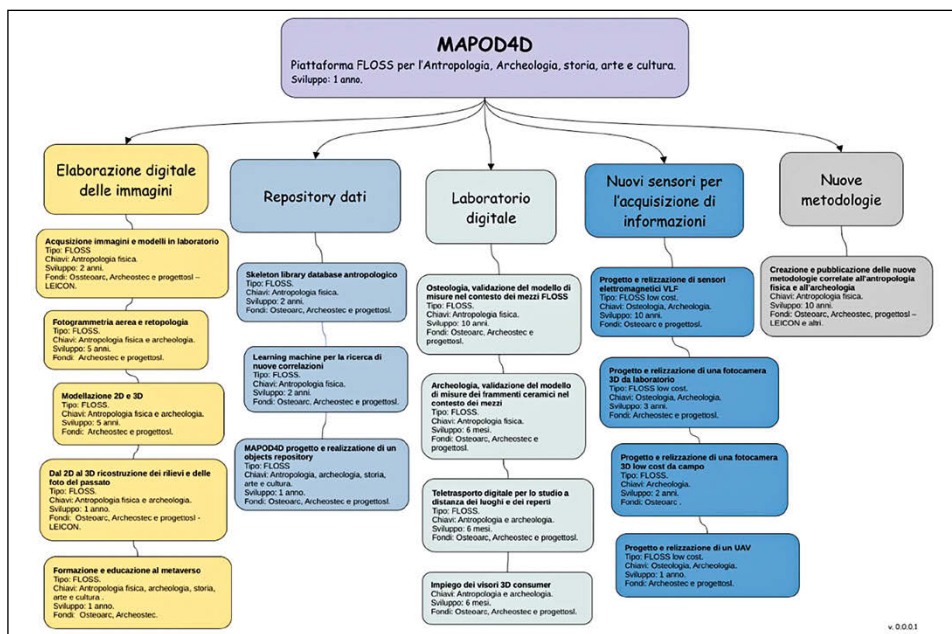 MAPOD4D
Piattaforma FLOSS per l'Antropologia, Archeologia, storia, arte e cultura.
Sviluppo: 1 anno.
Elaborazione digitale
delle immagini
Acqusizione immagini e modelli in laboratorio
Tipo: FLOSS
Chiavi: Antropologia fisica.
Sviluppo: 2 anni.
Fondi: Ossteoarc, Archeostec e progettosl –
LEICON.
Fotogrammetria aerea e retopologia
Tipo: FLOSS.
Chiavi: Antropologia fisica e archeologia.
Sviluppo: 5 anni
Fondi: Archeostec e progettosl.
Modellazione 2D e 3D
Tipo: FLOSS.
Chiavi: Antropologia fisica e archeologia.
Sviluppo: 5 anni.
Fondi: Archeostec e progettosl.
Dal 2D al 3D ricostruzione dei rilievi e delle
foto del passato
Tipo: FLOSS.
Chiavi: Antropologia fisica e archeologia.
Sviluppo: 1 anno.
Fondi: Osteoarc, Archeostec e progettosl -
LEICON.
Formazione e educazione al metaverso
Tipo: FLOSS.
Chiavi: Antropologia fisica, archeologia, storia,
arte e cultura .
Sviluppo: 1 anno.
Fondi: Osteoarc, Archeostec.
Repository dati
Skeleton library database antropologico
Tipo: FLOSS.
Chiavi: Antropologia fisica.
Sviluppo: 2 anni.
Fondi: Osteoarc, Archeostec e progettosl.
Learning machine per la ricerca di
nuove correlazioni
Tipo: FLOSS.
Chiavi: Antropologia fisica.
Sviluppo: 2 anni.
Fondi: Osteoarc, Archeostec e progettosl.
MAPOD4D progetto e realizzazione di un
objects repository
Tipo: FLOSS
Chiavi: Antropologia, archeologia, storia,
arte e cultura.
Sviluppo: 1 anno.
Fondi: Osteoarc, Archeostec e progettosl.
Laboratorio
digitale
Osteologia, validazione del modello di
misure nel contesto dei mezzi FLOSS
Tipo: FLOSS.
Chiavi: Antropologia fisica.
Sviluppo: 10 anni.
Fondi: Osteoarc, Archeostec e
progettosl.
Archeologia, validazione del modello
di misure dei frammenti ceramici nel
contesto dei mezzi
Tipo: FLOSS.
Chiavi: Antropologia fisica.
Sviluppo: 6 mesi.
Fondi: Osteoarc, Archeostec e
progettosl.
Teletrasporto digitale per lo studio a
distanza dei luoghi e dei reperti
Tipo: FLOSS.
Chiavi: Antropologia e archeologia.
Sviluppo: 6 mesi.
Fondi: Osteoarc, Archeostec e progettosl.
Impiego dei visori 3D consumer
Chiavi: Antropologia e archeologia.
Sviluppo: 6 mesi.
Fondi: Osteoarc, Archeostec e progettosl.
Nuovi sensori per
l'acquisizione di
informazioni
Progetto e relizzazione di sensori
elettromagnetici VLF
Tipo: FLOSS low cost.
Chiavi: Osteologia, Archeologia.
Sviluppo: 10 anni.
Fondi: Osteoarc e progettosl.
Progetto e relizzazione di una fotocamera
3D da laboratorio
Tipo: FLOSS low cost.
Chiavi: Osteologia, Archeologia.
Sviluppo: 3 anni.
Fondi: Archeostec e progettosl.
Progetto e relizzazione di una fotocamera
3D low cost da campo
Tipo: FLOSS.
Chiavi: Archeologia.
Sviluppo: 2 anni.
Fondi: Osteoarc .
Progetto e relizzazione di un UAV
Tipo: FLOSS low cost.
Chiavi: Osteologia, Archeologia.
Sviluppo: 1 anno.
Fondi: Archeostec e progettosl.
Nuove
metodologie
Creazione e pubblicazione delle nuove
metodologie correlate all'antropologia
fisica e all'archeologia
Chiavi: Antropologia fisica.
Sviluppo: 10 anni.
Fondi: Osteoarc, Archeostec, progettosl –
LEICON e altri.
v. 0.0.0.1